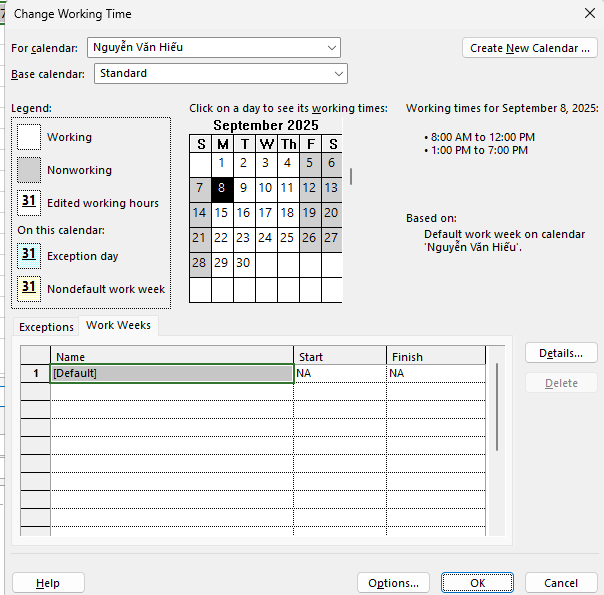 Change Working Time
For calendar: Nguyễn Văn Hiếu
Create New Calendar ...
Base calendar: Standard
Legend:
Working
Nonworking
31 Edited working hours
On this calendar:
31 Exception day
31 Nondefault work week
Click on a day to see its working times:
September 2025
S M T W Th F S
1 2 3 4 5 6
7 8 9 10 11 12 13
14 15 16 17 18 19 20
21 22 23 24 25 26 27
28 29 30
Working times for September 8, 2025:
• 8:00 AM to 12:00 PM
• 1:00 PM to 7:00 PM
Based on:
Default work week on calendar
'Nguyễn Văn Hiếu'.
Exceptions Work Weeks
Name Start Finish
1 [Default] NA NA
Details...
Delete
Help Options... OK Cancel